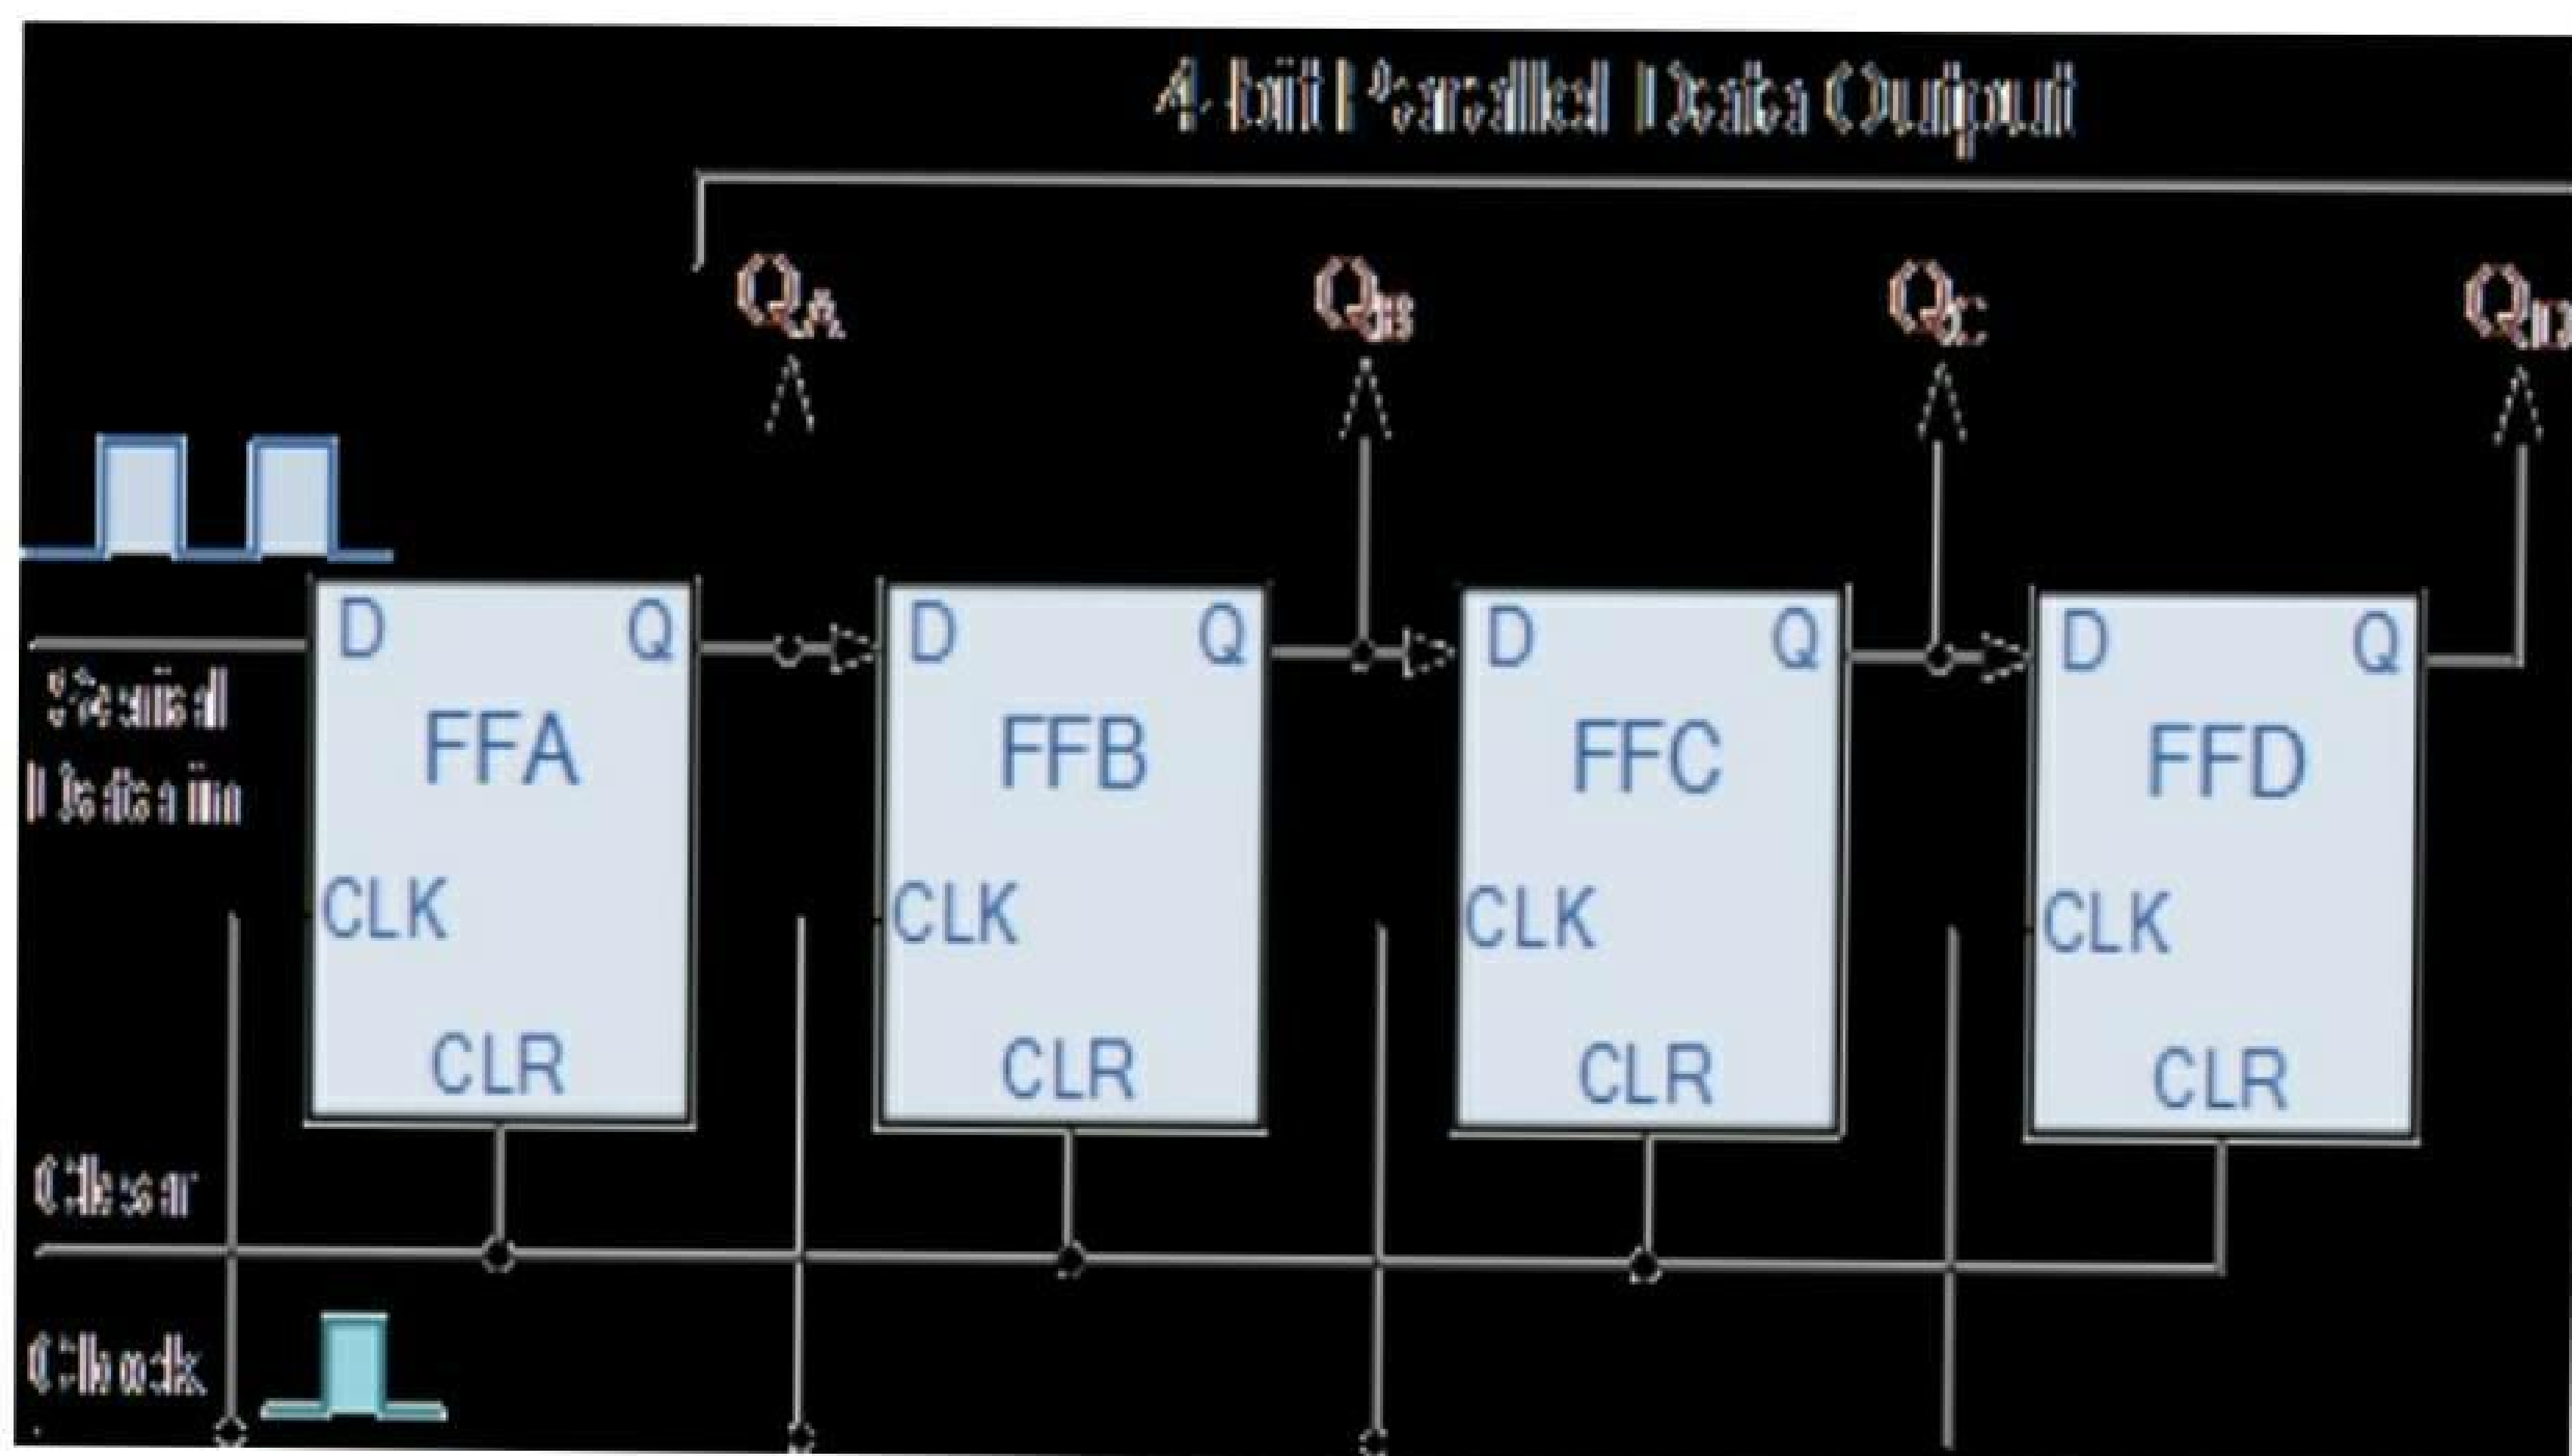 4-bit Parallel Data Output
QA QB QC QD
D Q D Q D Q D Q
Serial
Data in
FFA FFB FFC FFD
CLK CLK CLK CLK
CLR CLR CLR CLR
Clear
Clock